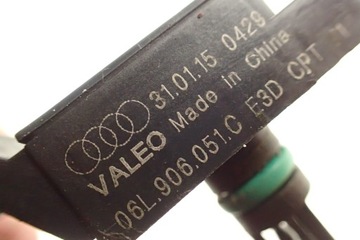 31.01.15 0429
VALEO Made in China
06L.906.051.C E3D CPT